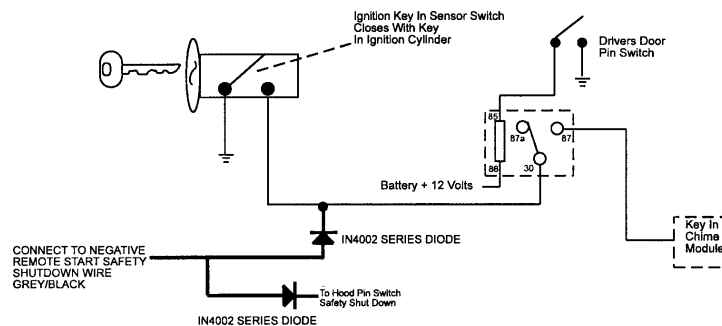 Ignition Key In Sensor Switch
Closes With Key
In Ignition Cylinder
Drivers Door
Pin Switch
85
87a
87
86
30
Battery + 12 Volts
Key In
Chime
Module
IN4002 SERIES DIODE
CONNECT TO NEGATIVE
REMOTE START SAFETY
SHUTDOWN WIRE
GREY/BLACK
To Hood Pin Switch
Safety Shut Down
IN4002 SERIES DIODE